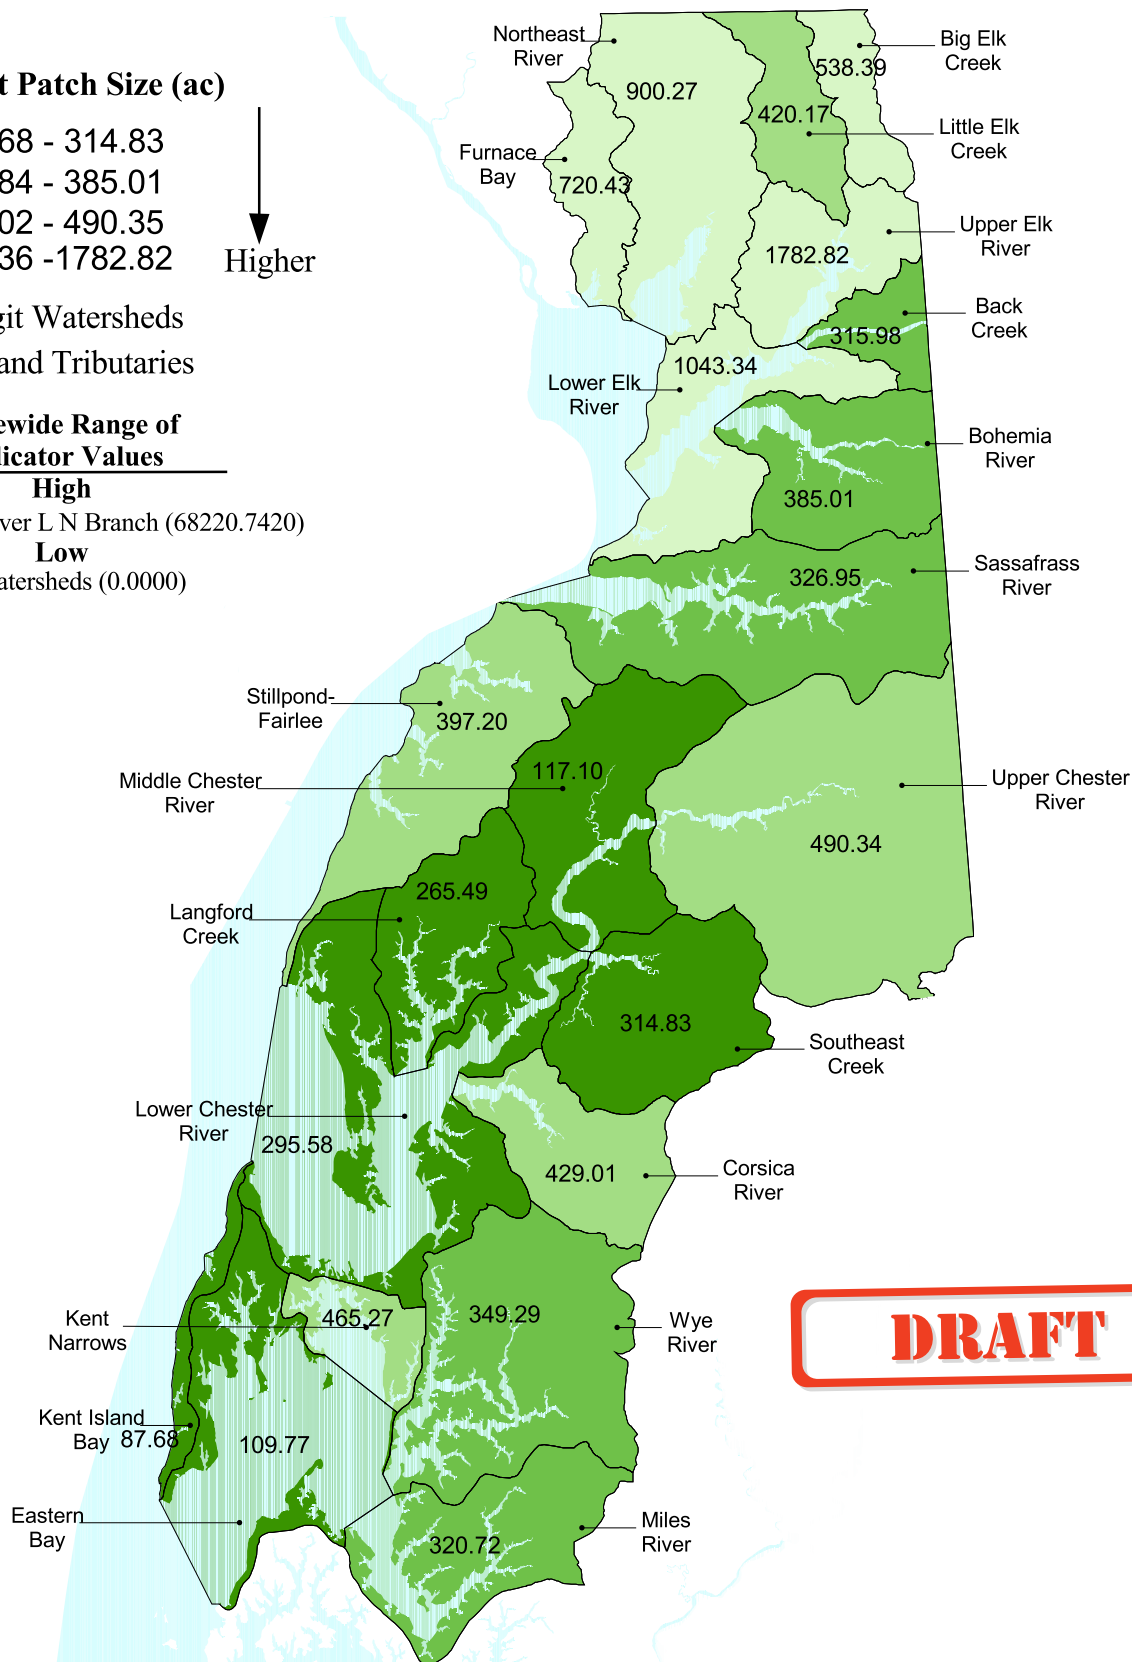 t Patch Size (ac)
68 - 314.83
84 - 385.01
02 - 490.35
36 -1782.82
Higher
git Watersheds
and Tributaries
ewide Range of
licator Values
High
ver L N Branch (68220.7420)
Low
atersheds (0.0000)
Northeast
River
900.27
Big Elk
Creek
538.39
420.17
Little Elk
Creek
Furnace
Bay
720.43
Upper Elk
River
1782.82
Back
Creek
315.98
1043.34
Lower Elk
River
Bohemia
River
385.01
Sassafrass
River
326.95
Stillpond-
Fairlee
397.20
Middle Chester
River
117.10
Upper Chester
River
490.34
265.49
Langford
Creek
314.83
Southeast
Creek
Lower Chester
River
295.58
429.01
Corsica
River
Kent
Narrows
465.27
349.29
Wye
River
DRAFT
Kent Island
Bay
87.68
109.77
Eastern
Bay
320.72
Miles
River